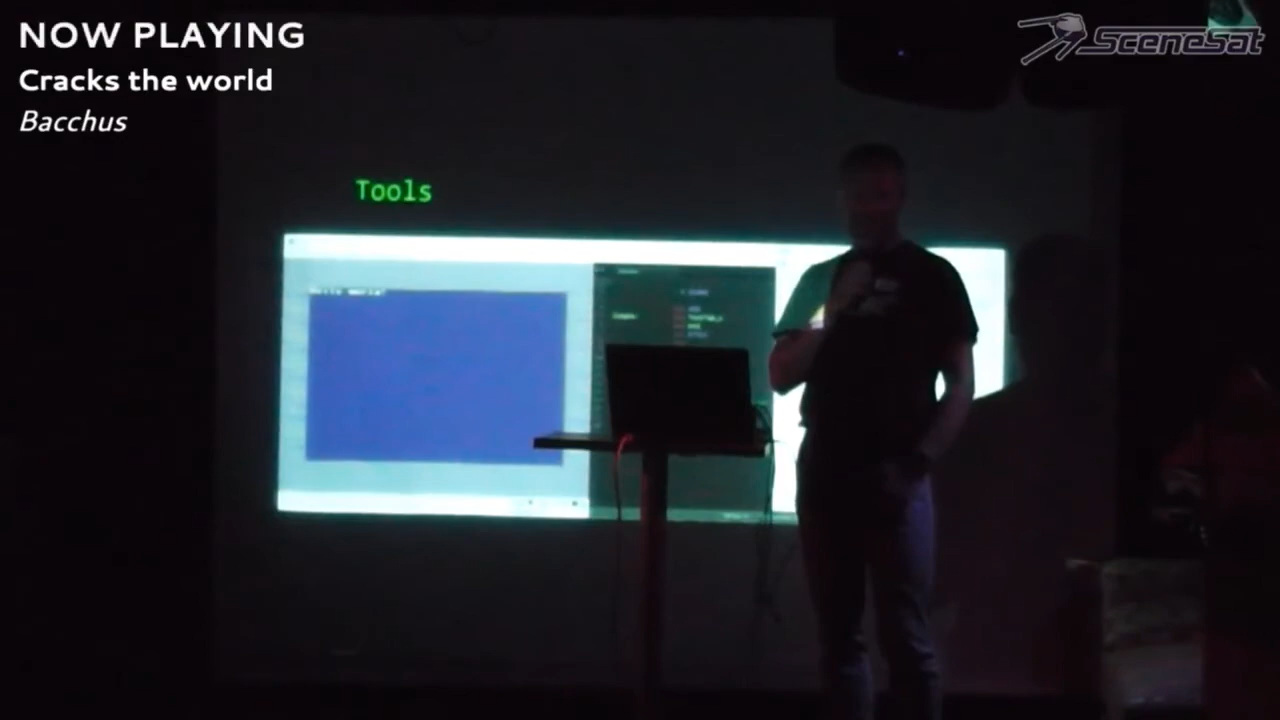 NOW PLAYING
Cracks the world
Bacchus
SceneSat
Tools